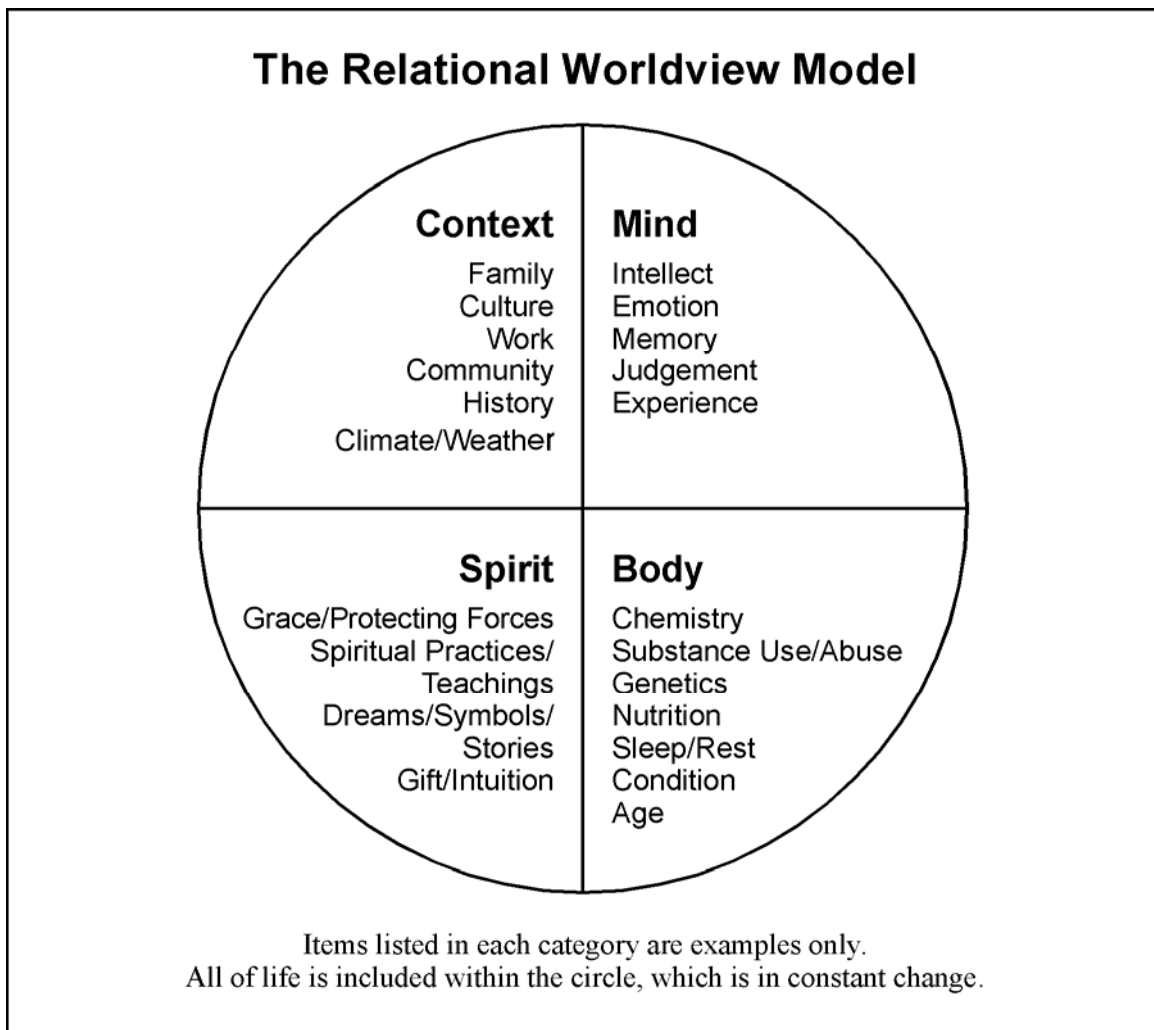 The Relational Worldview Model
Context
Family
Culture
Work
Community
History
Climate/Weather
Mind
Intellect
Emotion
Memory
Judgement
Experience
Spirit
Grace/Protecting Forces
Spiritual Practices/
Teachings
Dreams/Symbols/
Stories
Gift/Intuition
Body
Chemistry
Substance Use/Abuse
Genetics
Nutrition
Sleep/Rest
Condition
Age
Items listed in each category are examples only.
All of life is included within the circle, which is in constant change.